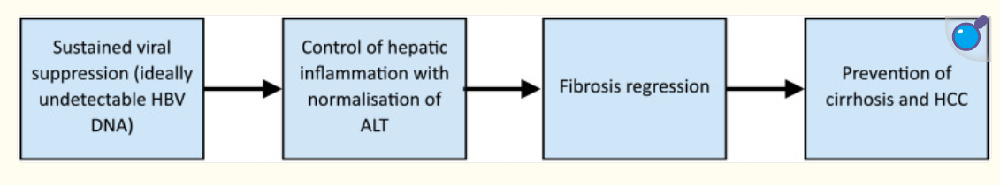 Sustained viral
suppression (ideally
undetectable HBV
DNA)
Control of hepatic
inflammation with
normalisation of
ALT
Fibrosis regression
Prevention of
cirrhosis and HCC